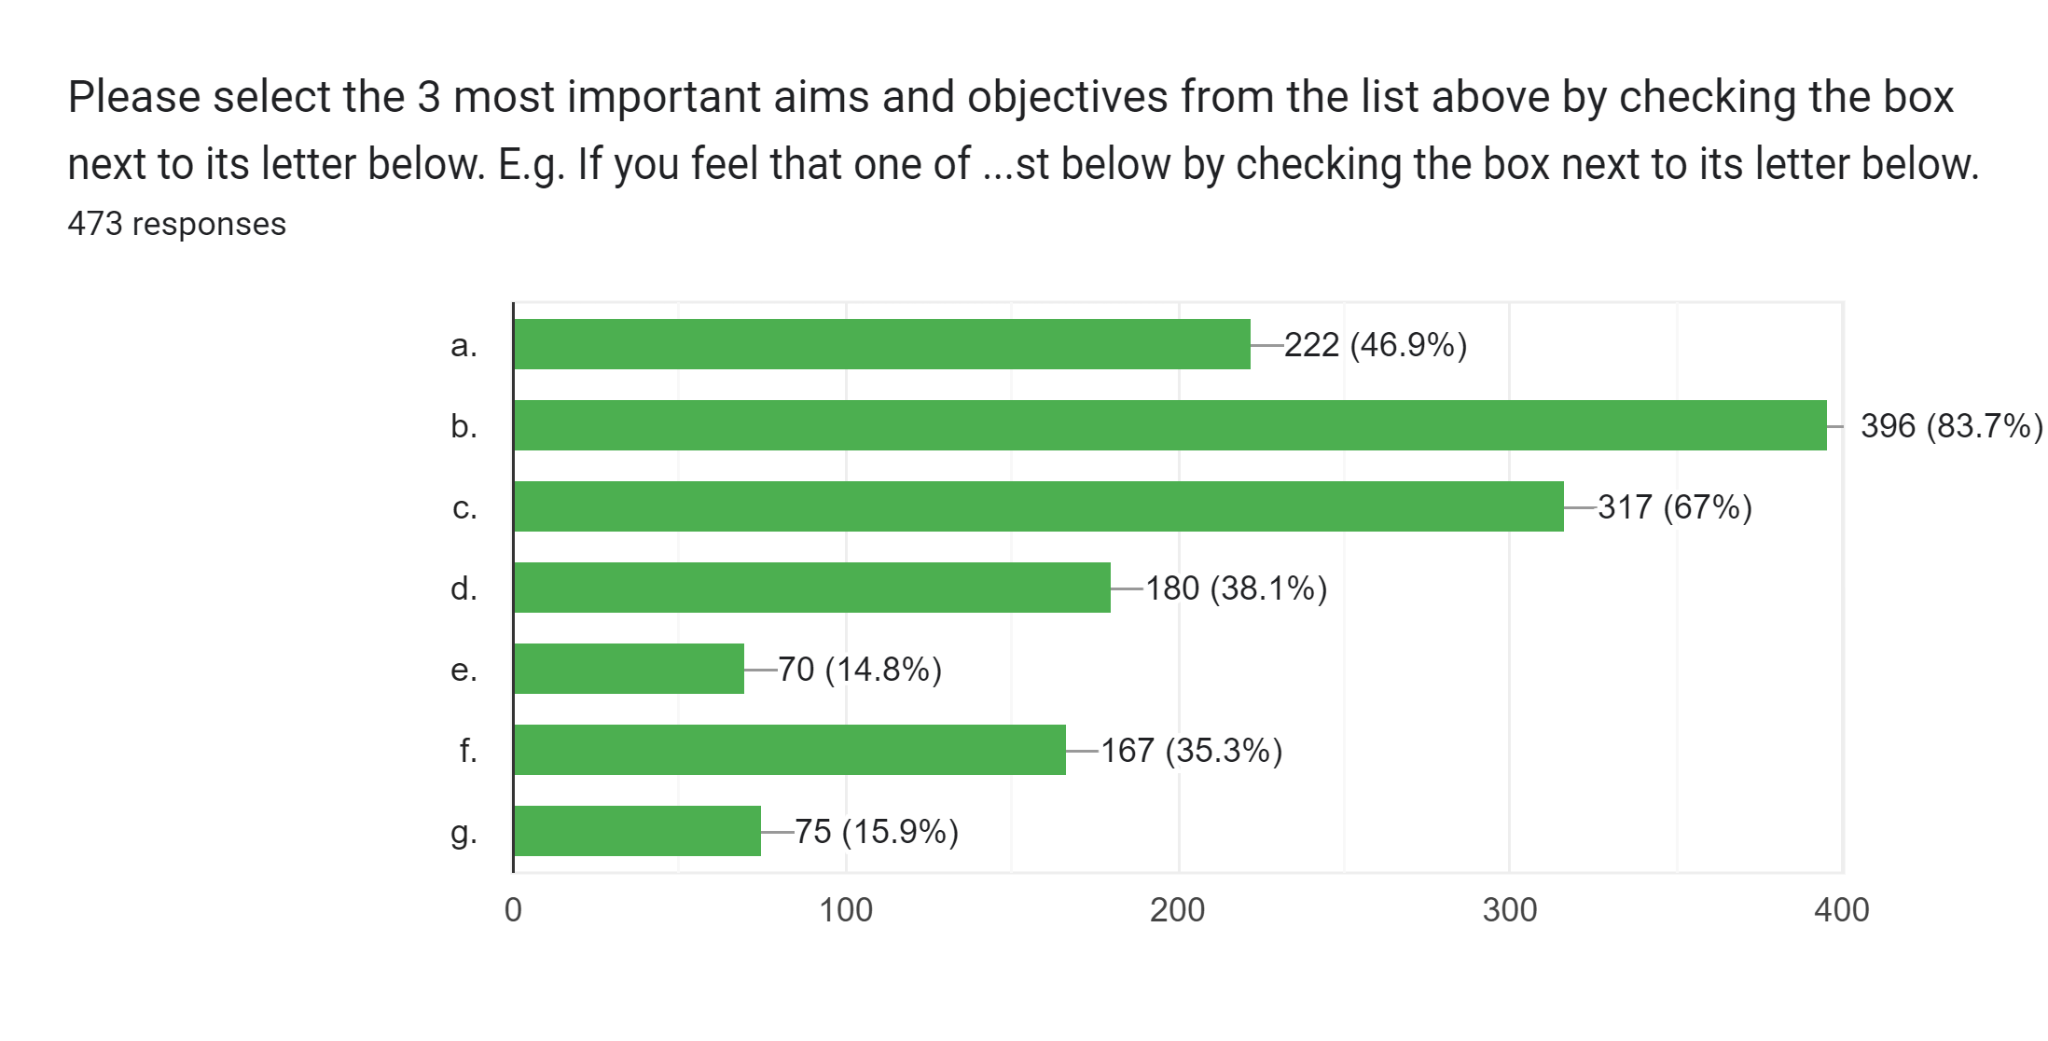 Please select the 3 most important aims and objectives from the list above by checking the box
next to its letter below. E.g. If you feel that one of ...st below by checking the box next to its letter below.
473 responses
a. 222 (46.9%)
b. 396 (83.7%)
c. 317 (67%)
d. 180 (38.1%)
e. 70 (14.8%)
f. 167 (35.3%)
g. 75 (15.9%)
0 100 200 300 400